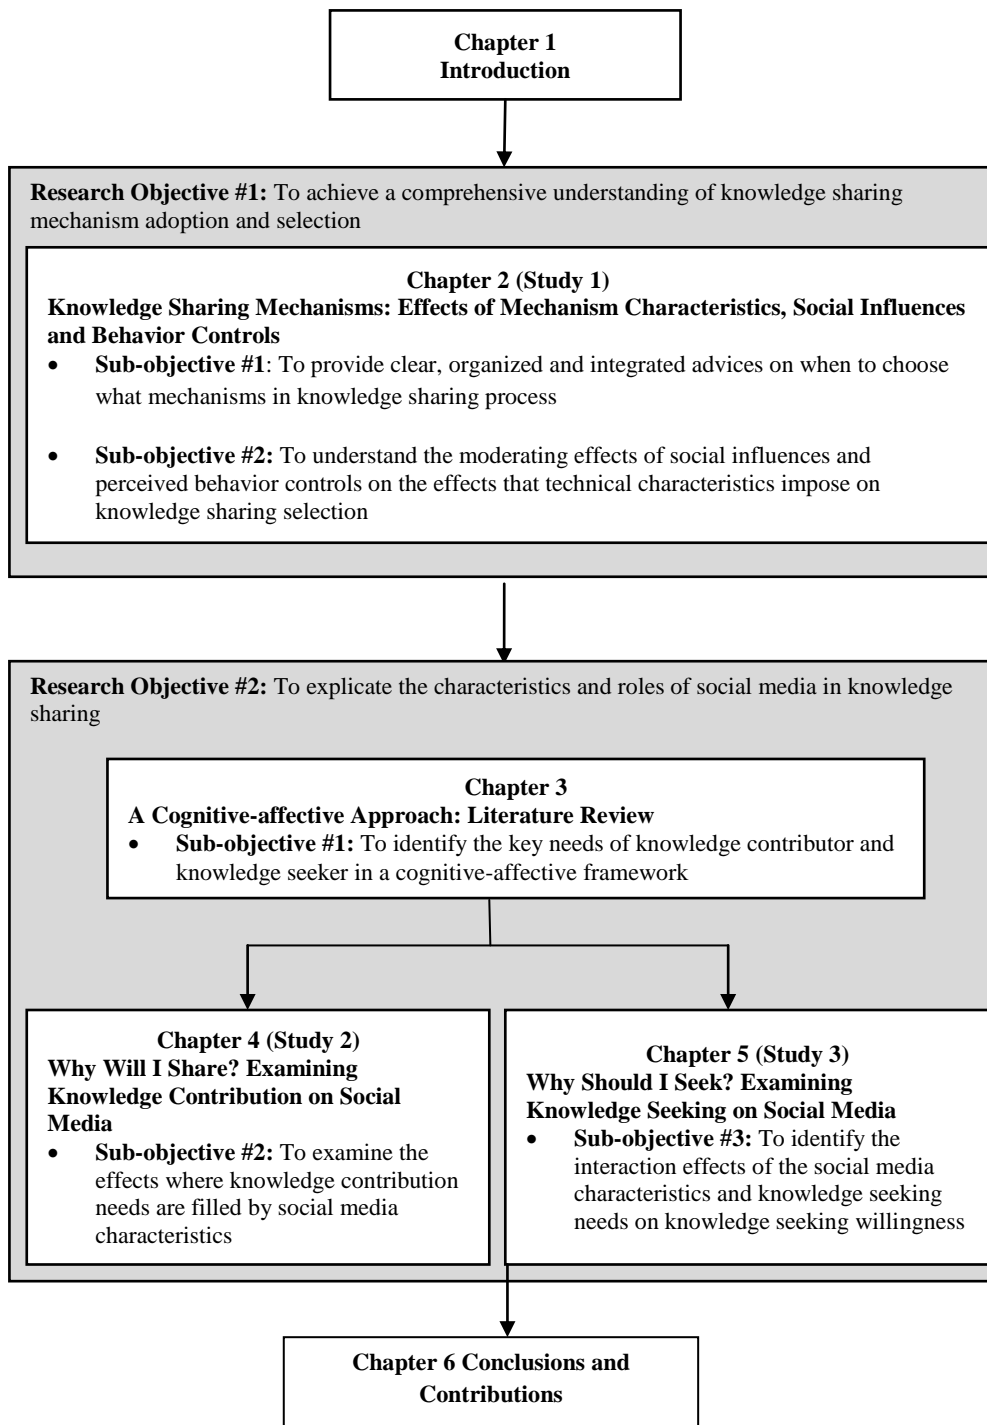 Chapter 1
Introduction
Research Objective #1: To achieve a comprehensive understanding of knowledge sharing
mechanism adoption and selection
Chapter 2 (Study 1)
Knowledge Sharing Mechanisms: Effects of Mechanism Characteristics, Social Influences
and Behavior Controls
• Sub-objective #1: To provide clear, organized and integrated advices on when to choose
what mechanisms in knowledge sharing process
• Sub-objective #2: To understand the moderating effects of social influences and
perceived behavior controls on the effects that technical characteristics impose on
knowledge sharing selection
Research Objective #2: To explicate the characteristics and roles of social media in knowledge
sharing
Chapter 3
A Cognitive-affective Approach: Literature Review
• Sub-objective #1: To identify the key needs of knowledge contributor and
knowledge seeker in a cognitive-affective framework
Chapter 4 (Study 2)
Why Will I Share? Examining
Knowledge Contribution on Social
Media
• Sub-objective #2: To examine the
effects where knowledge contribution
needs are filled by social media
characteristics
Chapter 5 (Study 3)
Why Should I Seek? Examining
Knowledge Seeking on Social Media
• Sub-objective #3: To identify the
interaction effects of the social media
characteristics and knowledge seeking
needs on knowledge seeking willingness
Chapter 6 Conclusions and
Contributions